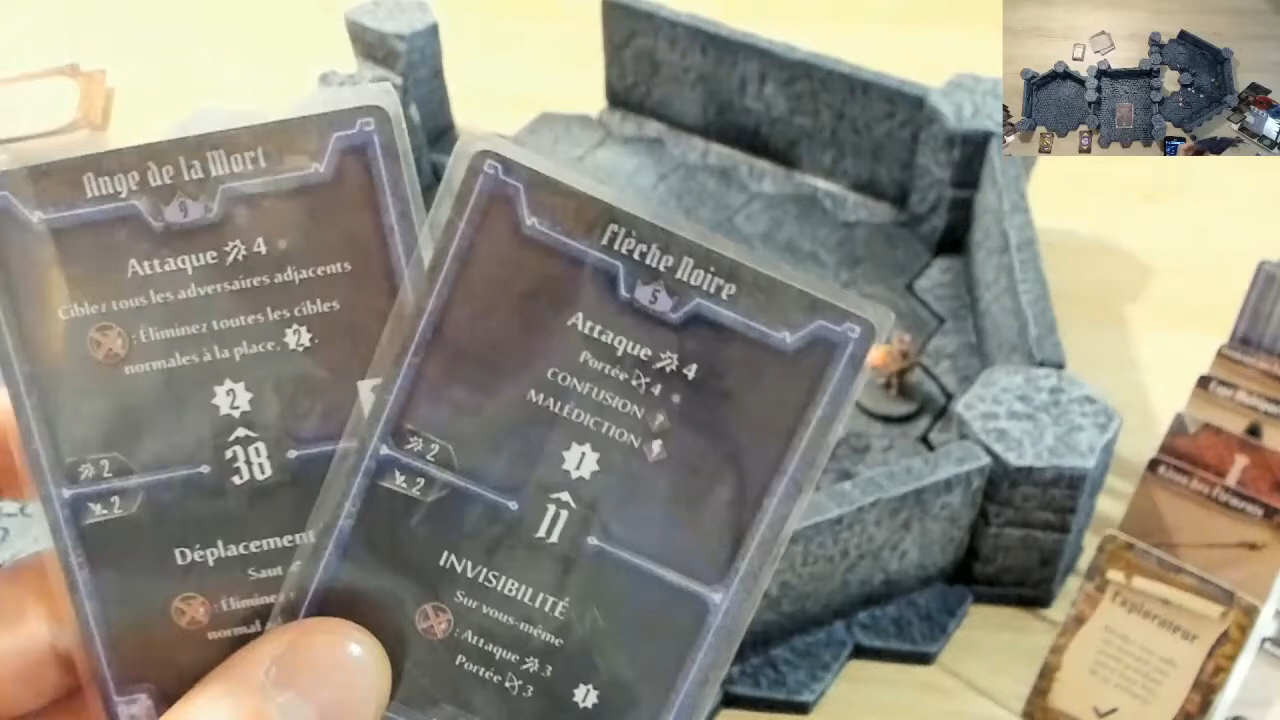 Ange de la Mort
9
Attaque 4
Ciblez tous les adversaires adjacents
: Éliminez toutes les cibles
normales à la place, 2.
2
38
2
2
Déplacement
Saut
: Éliminez
normal
Flèche Noire
5
Attaque 4
Portée 4
CONFUSION
MALÉDICTION
1
11
2
2
INVISIBILITÉ
Sur vous-même
: Attaque 3
Portée 3
1
Explorateur